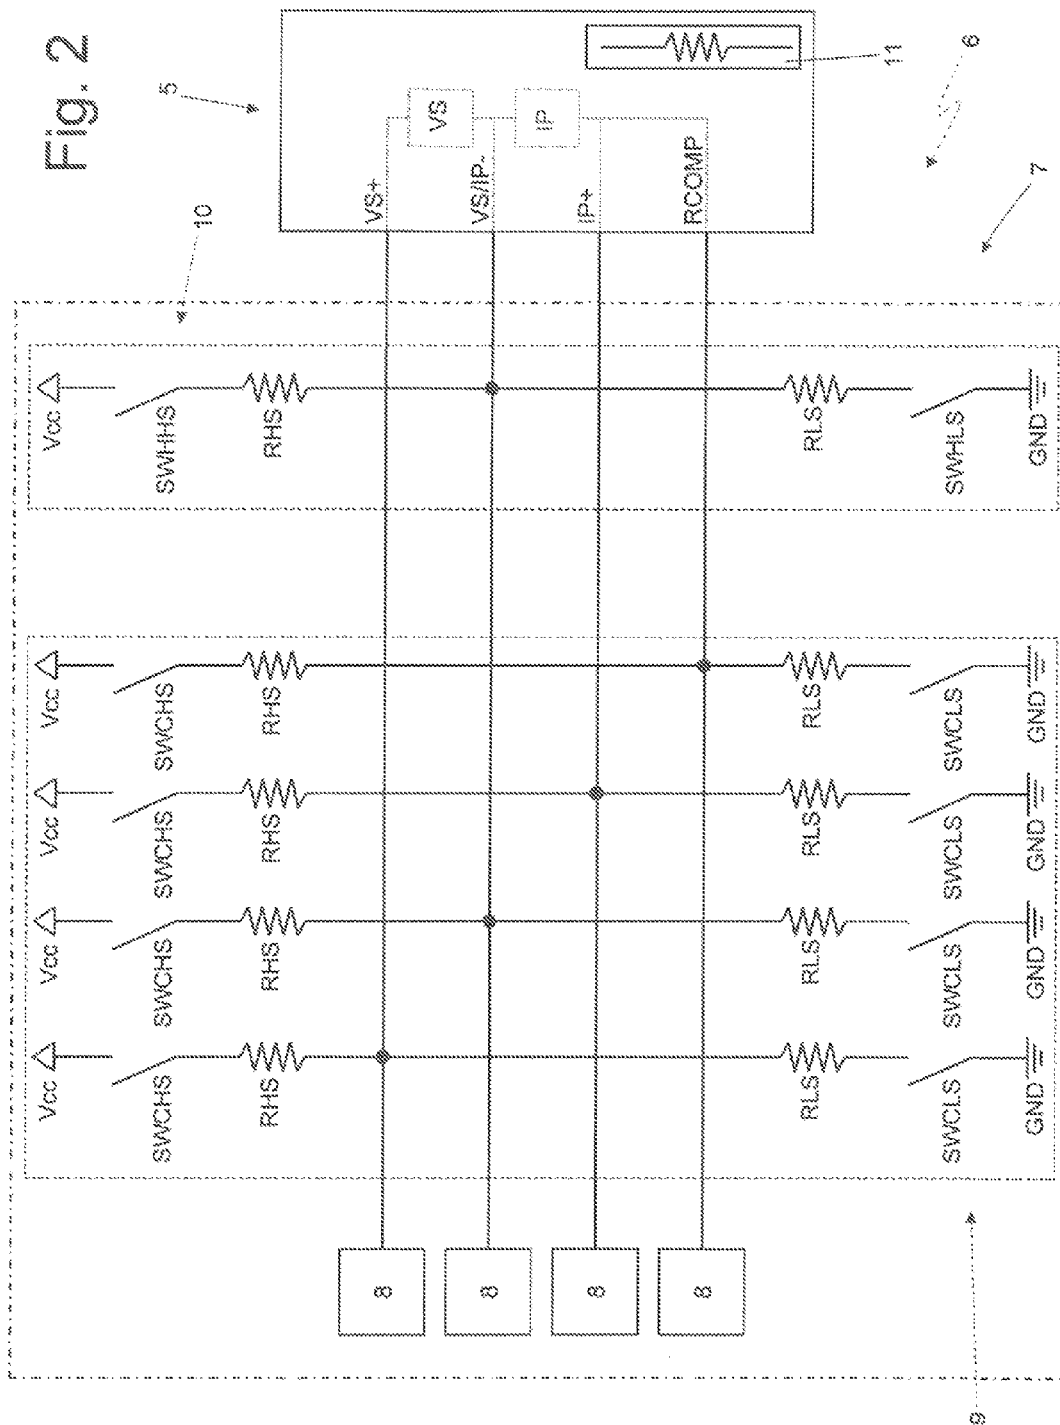 Fig. 2
5
VS
IP
11
6
7
VS+
VS/IP-
IP+
RCOMP
10
Vcc
SWHHS
RHS
RLS
SWHLS
GND
Vcc
SWCHS
RHS
RLS
SWCLS
GND
Vcc
SWCHS
RHS
RLS
SWCLS
GND
Vcc
SWCHS
RHS
RLS
SWCLS
GND
Vcc
SWCHS
RHS
RLS
SWCLS
GND
8
8
8
8
9